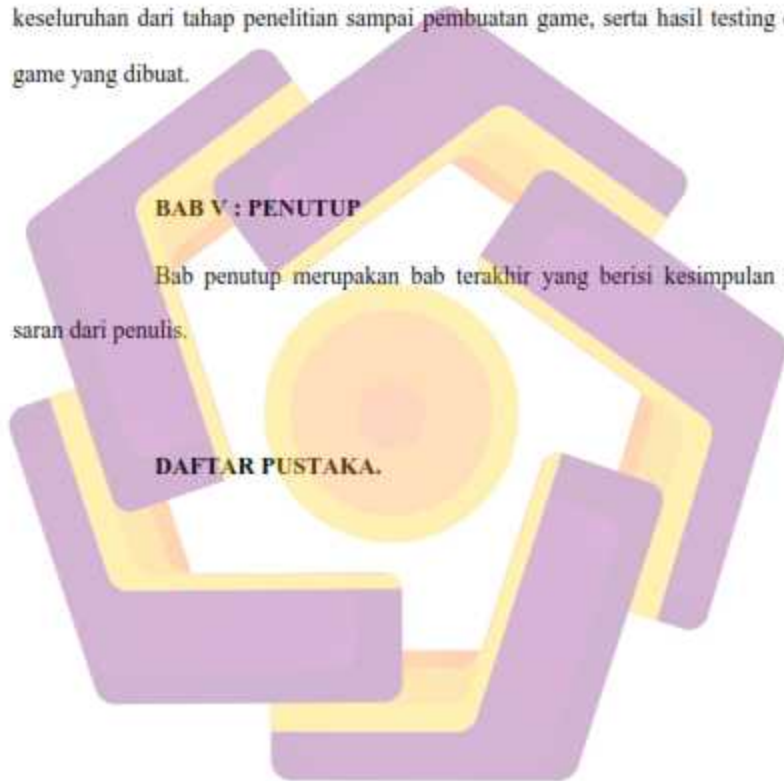 keseluruhan dari tahap penelitian sampai pembuatan game, serta hasil testing
game yang dibuat.
BAB V : PENUTUP
Bab penutup merupakan bab terakhir yang berisi kesimpulan
saran dari penulis.
DAFTAR PUSTAKA.